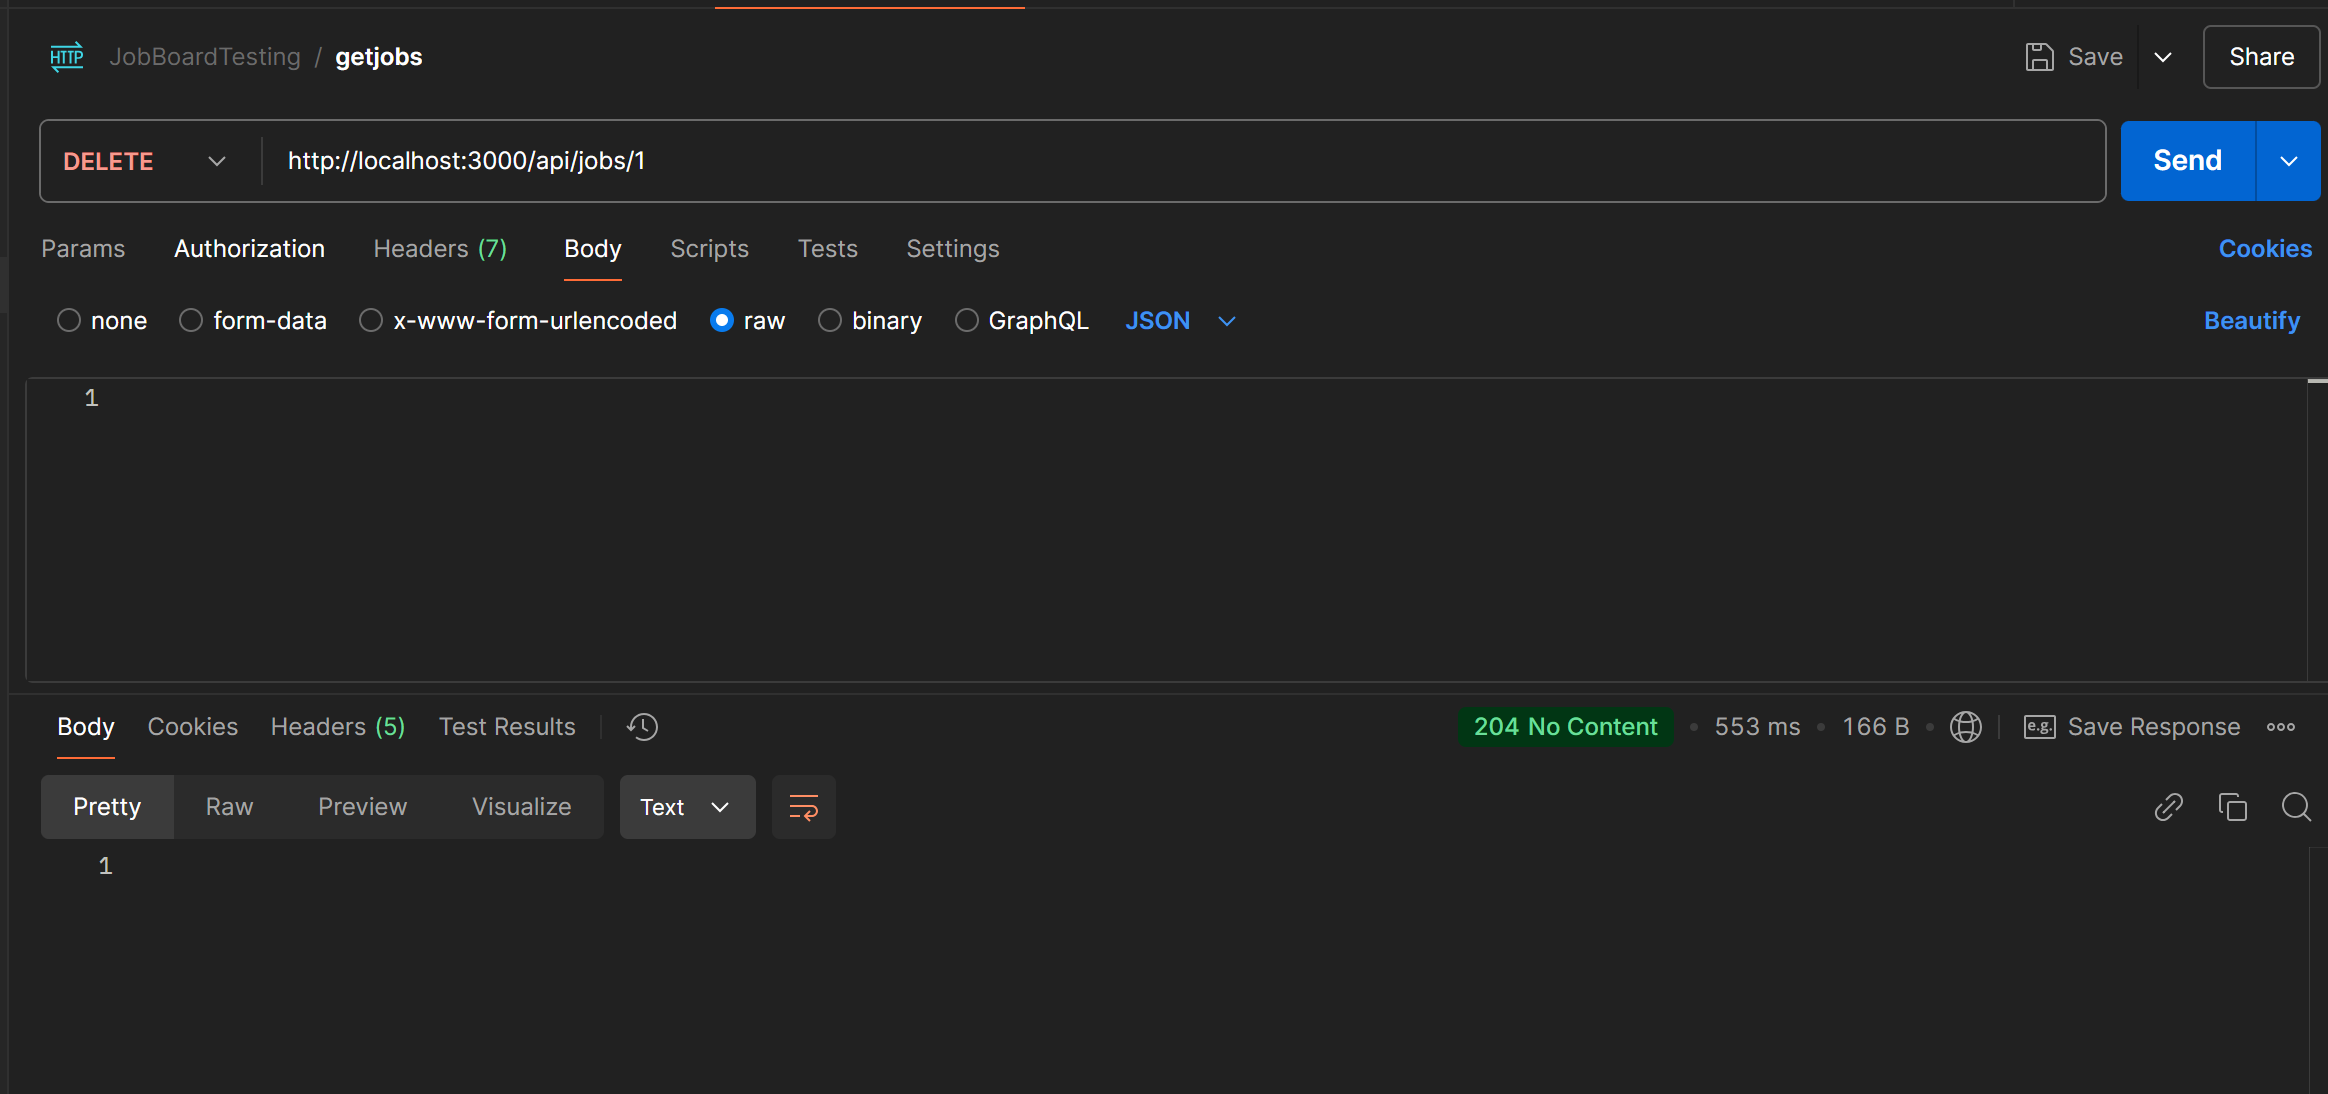 HTTP JobBoardTesting / getjobs Save Share
DELETE http://localhost:3000/api/jobs/1 Send
Params Authorization Headers (7) Body Scripts Tests Settings Cookies
none form-data x-www-form-urlencoded raw binary GraphQL JSON Beautify
1
Body Cookies Headers (5) Test Results 204 No Content • 553 ms • 166 B • e.g. Save Response
Pretty Raw Preview Visualize Text
1